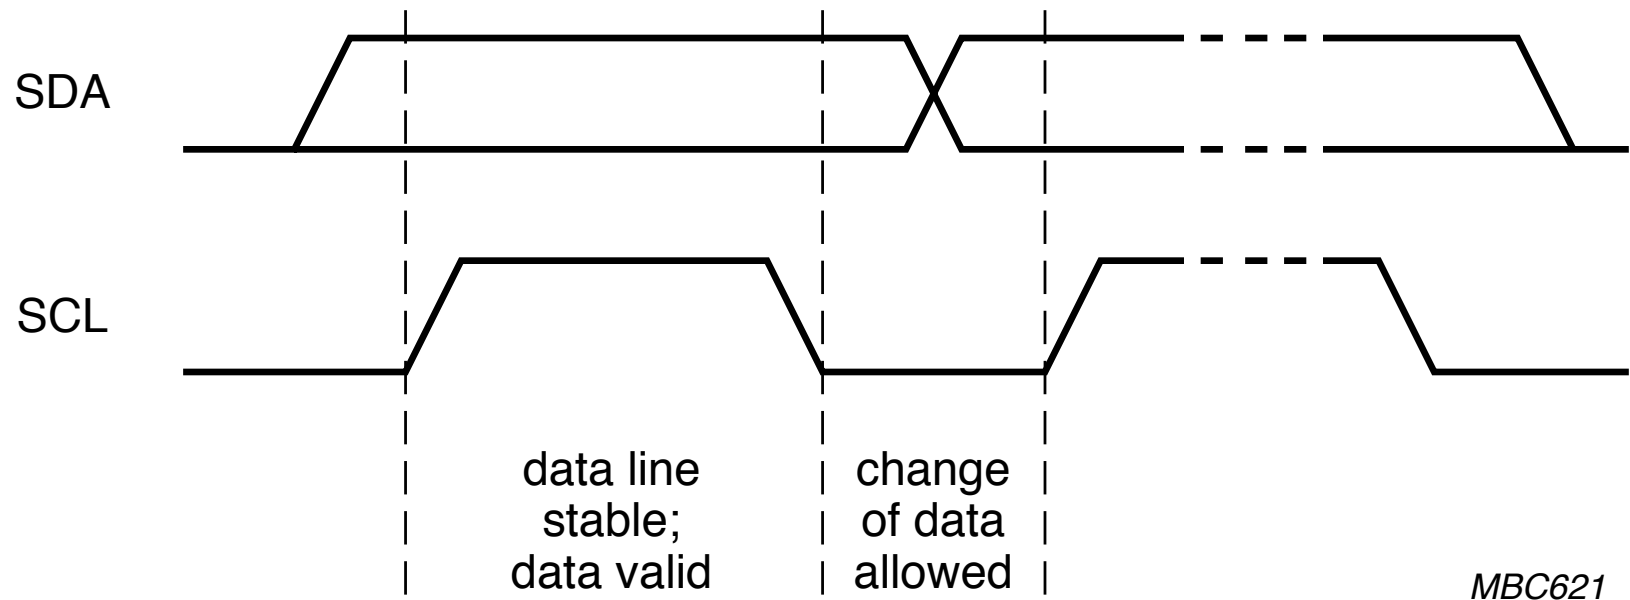 SDA
SCL
data line
stable;
data valid
change
of data
allowed
MBC621